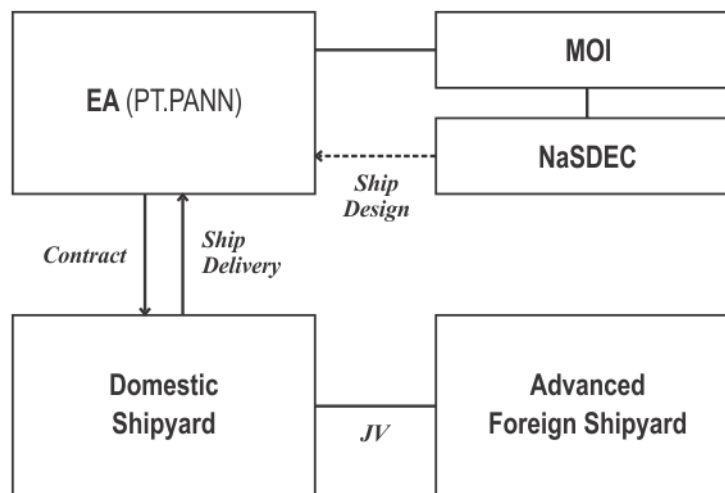 EA (PT.PANN)
MOI
NaSDEC
Ship
Design
Contract
Ship
Delivery
Domestic
Shipyard
JV
Advanced
Foreign Shipyard